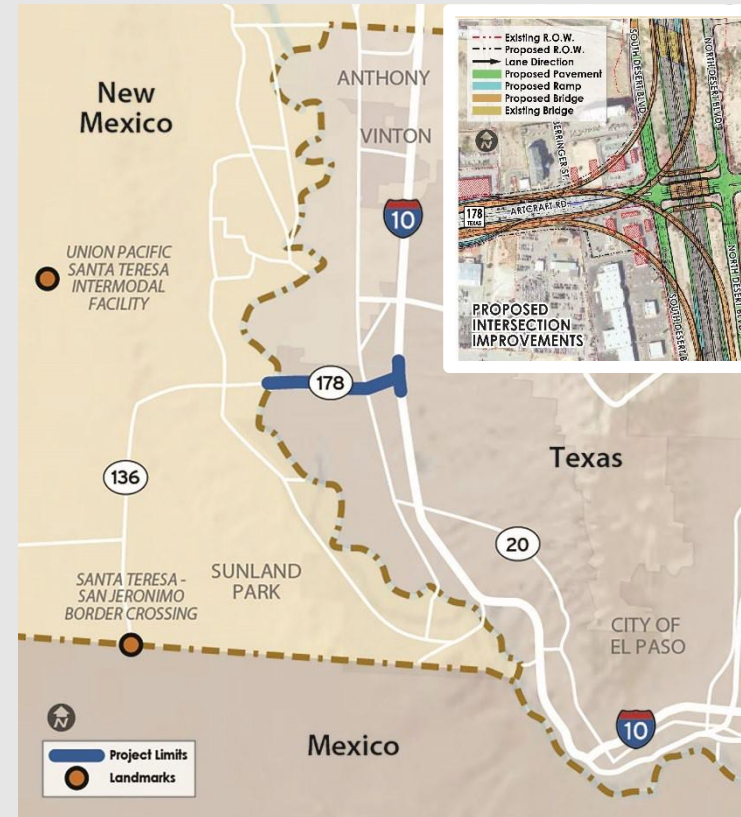 New
Mexico
ANTHONY
VINTON
10
UNION PACIFIC
SANTA TERESA
INTERMODAL
FACILITY
178
136
Texas
20
SANTA TERESA -
SAN JERONIMO
BORDER CROSSING
SUNLAND
PARK
CITY OF
EL PASO
10
Mexico
N
Project Limits
Landmarks
Existing R.O.W.
Proposed R.O.W.
Lane Direction
Proposed Pavement
Proposed Ramp
Proposed Bridge
Existing Bridge
N
SOUTH DESERT BLVD
NORTH DESERT BLVD
178
TEXAS
ARTCRAFT RD
PROPOSED
INTERSECTION
IMPROVEMENTS